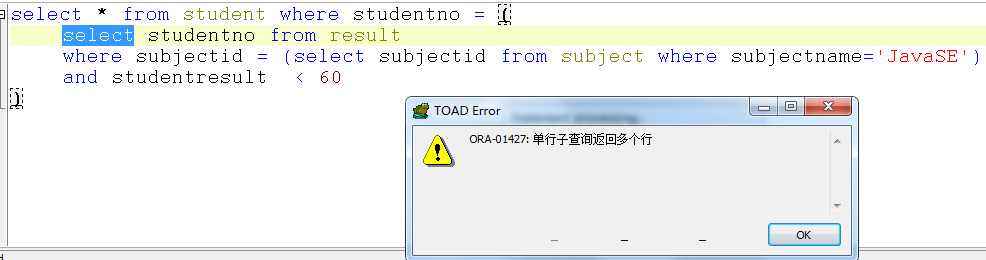 select * from student where studentno = (
select studentno from result
where subjectid = (select subjectid from subject where subjectname='JavaSE')
and studentresult < 60
)
TOAD Error
ORA-01427: 单行子查询返回多个行
OK